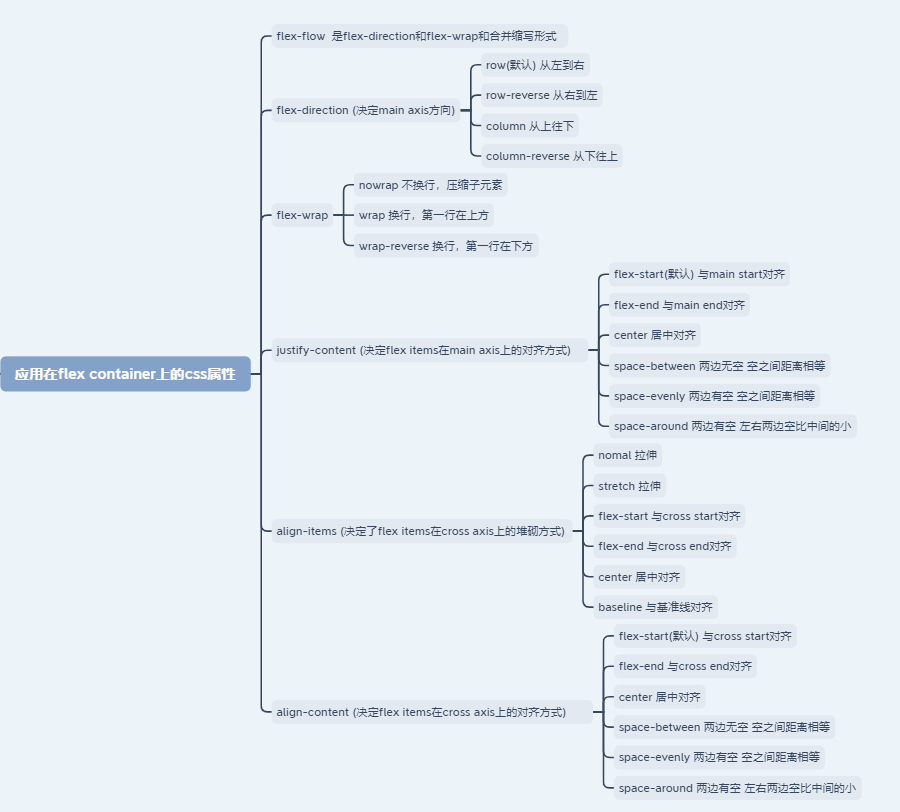 应用在flex container上的css属性
flex-flow 是flex-direction和flex-wrap和合并缩写形式
flex-direction (决定main axis方向)
row(默认) 从左到右
row-reverse 从右到左
column 从上往下
column-reverse 从下往上
flex-wrap
nowrap 不换行，压缩子元素
wrap 换行，第一行在上方
wrap-reverse 换行，第一行在下方
justify-content (决定flex items在main axis上的对齐方式)
flex-start(默认) 与main start对齐
flex-end 与main end对齐
center 居中对齐
space-between 两边无空 空之间距离相等
space-evenly 两边有空 空之间距离相等
space-around 两边有空 左右两边空比中间的小
align-items (决定了flex items在cross axis上的堆砌方式)
nomal 拉伸
stretch 拉伸
flex-start 与cross start对齐
flex-end 与cross end对齐
center 居中对齐
baseline 与基准线对齐
align-content (决定flex items在cross axis上的对齐方式)
flex-start(默认) 与cross start对齐
flex-end 与cross end对齐
center 居中对齐
space-between 两边无空 空之间距离相等
space-evenly 两边有空 空之间距离相等
space-around 两边有空 左右两边空比中间的小